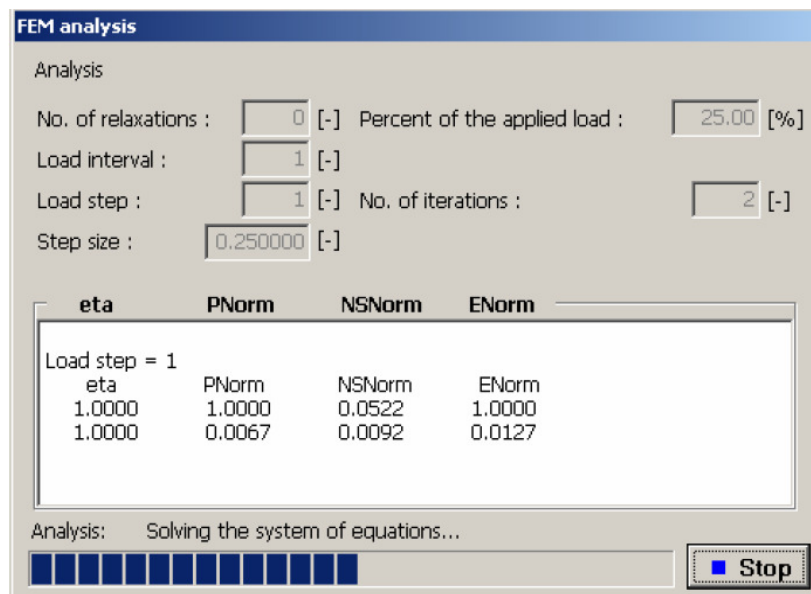 FEM analysis
Analysis
No. of relaxations : 0 [-] Percent of the applied load : 25.00 [%]
Load interval : 1 [-]
Load step : 1 [-] No. of iterations : 2 [-]
Step size : 0.250000 [-]
eta PNorm NSNorm ENorm
Load step = 1
eta PNorm NSNorm ENorm
1.0000 1.0000 0.0522 1.0000
1.0000 0.0067 0.0092 0.0127
Analysis: Solving the system of equations...
Stop